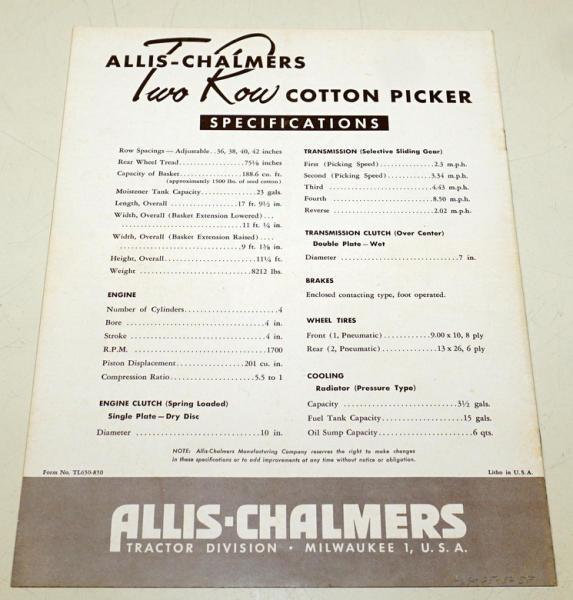 ALLIS-CHALMERS
Two Row COTTON PICKER
SPECIFICATIONS
Row Spacings — Adjustable..36, 38, 40, 42 inches
Rear Wheel Tread....................75⅛ inches
Capacity of Basket..................188.6 cu. ft.
(approximately 1500 lbs. of seed cotton)
Moistener Tank Capacity...............23 gals.
Length, Overall ................17 ft. 9½ in.
Width, Overall (Basket Extension Lowered)...
..............................11 ft. ¼ in.
Width, Overall (Basket Extension Raised)....
..............................9 ft. 1⅜ in.
Height, Overall......................11¼ ft.
Weight ............................8212 lbs.
ENGINE
Number of Cylinders........................4
Bore ...................................4 in.
Stroke .................................4 in.
R.P.M. .................................1700
Piston Displacement................201 cu. in.
Compression Ratio....................5.5 to 1
ENGINE CLUTCH (Spring Loaded)
Single Plate — Dry Disc
Diameter ..............................10 in.
TRANSMISSION (Selective Sliding Gear)
First (Picking Speed)...............2.3 m.p.h.
Second (Picking Speed)............3.34 m.p.h.
Third ............................4.43 m.p.h.
Fourth ...........................8.50 m.p.h.
Reverse ..........................2.02 m.p.h.
TRANSMISSION CLUTCH (Over Center)
Double Plate — Wet
Diameter ...............................7 in.
BRAKES
Enclosed contacting type, foot operated.
WHEEL TIRES
Front (1, Pneumatic)...........9.00 x 10, 8 ply
Rear (2, Pneumatic).............13 x 26, 6 ply
COOLING
Radiator (Pressure Type)
Capacity ...........................3½ gals.
Fuel Tank Capacity...................15 gals.
Oil Sump Capacity.....................6 qts.
NOTE: Allis-Chalmers Manufacturing Company reserves the right to make changes
in these specifications or to add improvements at any time without notice or obligation.
Form No. TL650-850
Litho in U.S.A.
ALLIS-CHALMERS
TRACTOR DIVISION • MILWAUKEE 1, U.S.A.